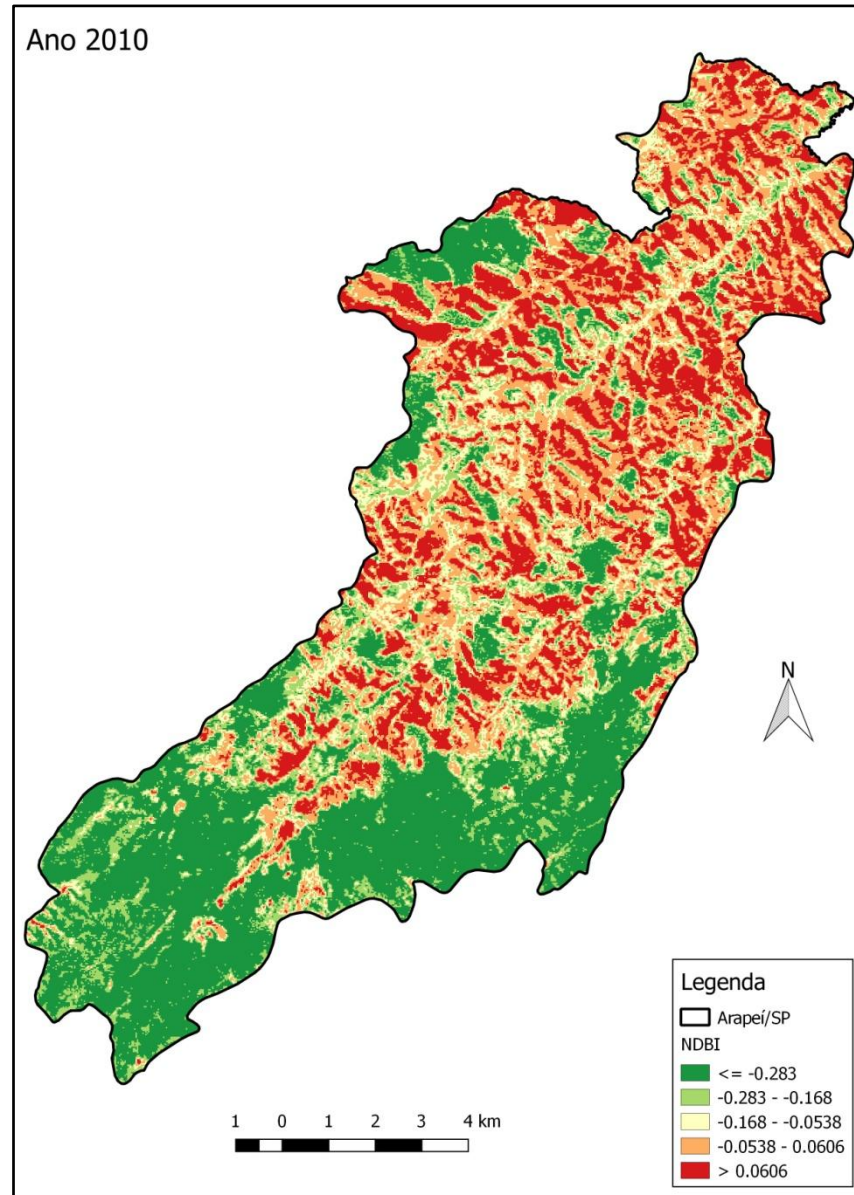 Ano 2010
N
Legenda
Arapeí/SP
NDBI
<= -0.283
-0.283 - -0.168
-0.168 - -0.0538
-0.0538 - 0.0606
> 0.0606
1 0 1 2 3 4 km